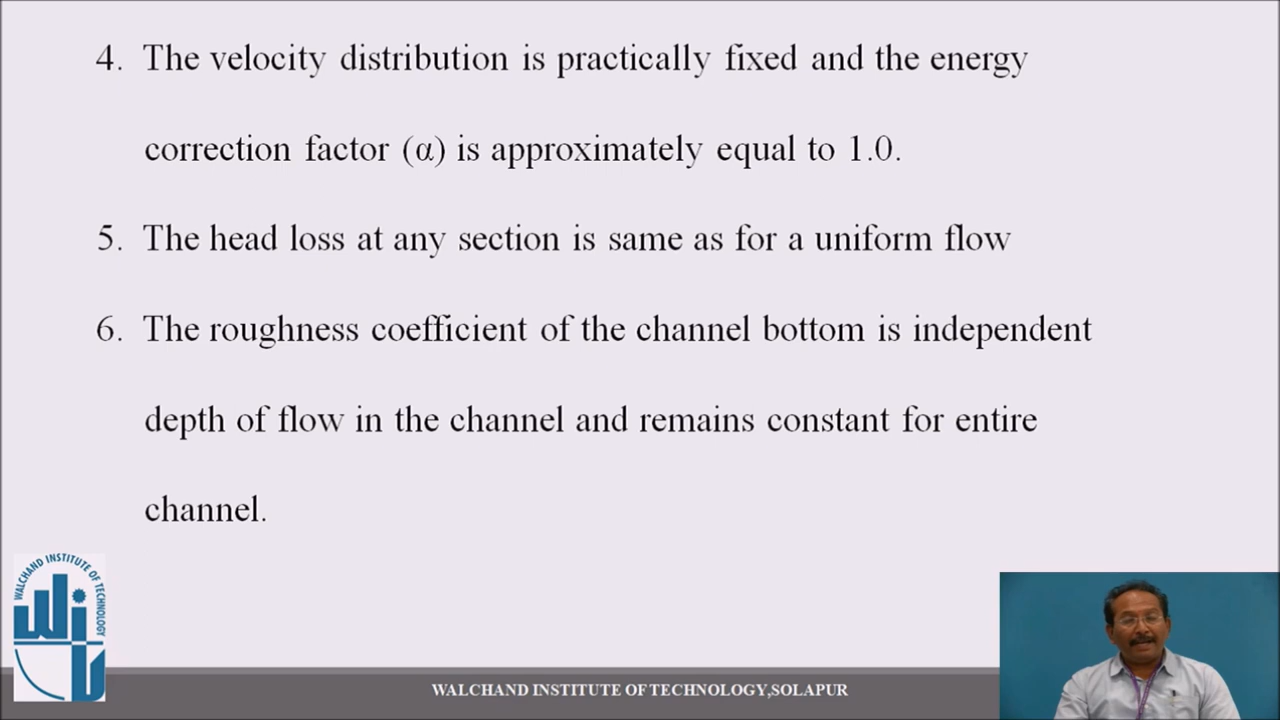 4. The velocity distribution is practically fixed and the energy
correction factor (α) is approximately equal to 1.0.
5. The head loss at any section is same as for a uniform flow
6. The roughness coefficient of the channel bottom is independent
depth of flow in the channel and remains constant for entire
channel.
WALCHAND INSTITUTE OF TECHNOLOGY
WIT
WALCHAND INSTITUTE OF TECHNOLOGY,SOLAPUR